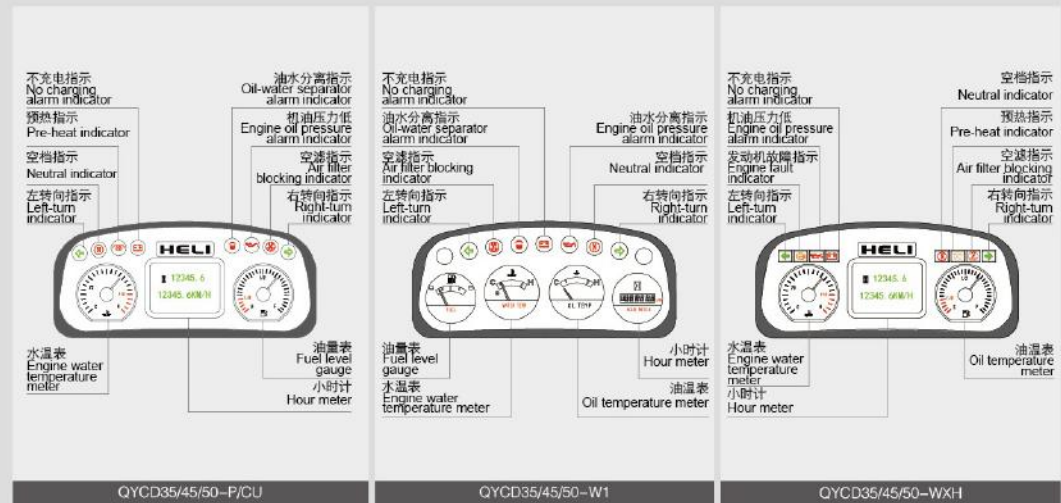 不充电指示
No charging
alarm indicator
预热指示
Pre-heat indicator
空档指示
Neutral indicator
左转向指示
Left-turn
indicator
油水分离指示
Oil-water separator
alarm indicator
机油压力低
Engine oil pressure
alarm indicator
空滤指示
Air filter
blocking indicator
右转向指示
Right-turn
indicator
HELI
12345.6
12345.6KM/H
水温表
Engine water
temperature
meter
油量表
Fuel level
gauge
小时计
Hour meter
QYCD35/45/50-P/CU
不充电指示
No charging
alarm indicator
油水分离指示
Oil-water separator
alarm indicator
空滤指示
Air filter blocking
indicator
左转向指示
Left-turn
indicator
油水分离指示
Engine oil pressure
alarm indicator
空档指示
Neutral indicator
右转向指示
Right-turn
indicator
HELI
C H
WATER TEMP
C H
OIL TEMP
油量表
Fuel level
gauge
水温表
Engine water
temperature meter
小时计
Hour meter
油温表
Oil temperature meter
QYCD35/45/50-W1
不充电指示
No charging
alarm indicator
机油压力低
Engine oil pressure
alarm indicator
发动机故障指示
Engine fault
indicator
左转向指示
Left-turn
indicator
空档指示
Neutral indicator
预热指示
Pre-heat indicator
空滤指示
Air filter blocking
indicator
右转向指示
Right-turn
indicator
HELI
12345.6
12345.6KM/H
水温表
Engine water
temperature
meter
小时计
Hour meter
油温表
Oil temperature
meter
QYCD35/45/50-WXH